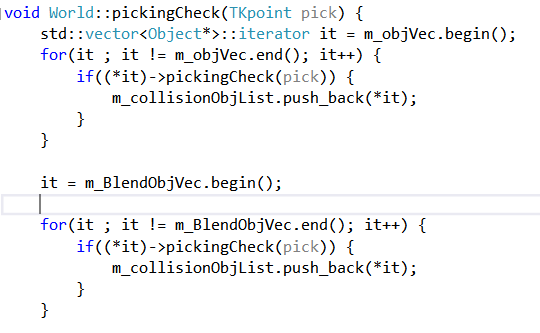 void World::pickingCheck(TKpoint pick) {
    std::vector<Object*>::iterator it = m_objVec.begin();
    for(it ; it != m_objVec.end(); it++) {
        if((*it)->pickingCheck(pick)) {
            m_collisionObjList.push_back(*it);
        }
    }

    it = m_BlendObjVec.begin();

    for(it ; it != m_BlendObjVec.end(); it++) {
        if((*it)->pickingCheck(pick)) {
            m_collisionObjList.push_back(*it);
        }
    }